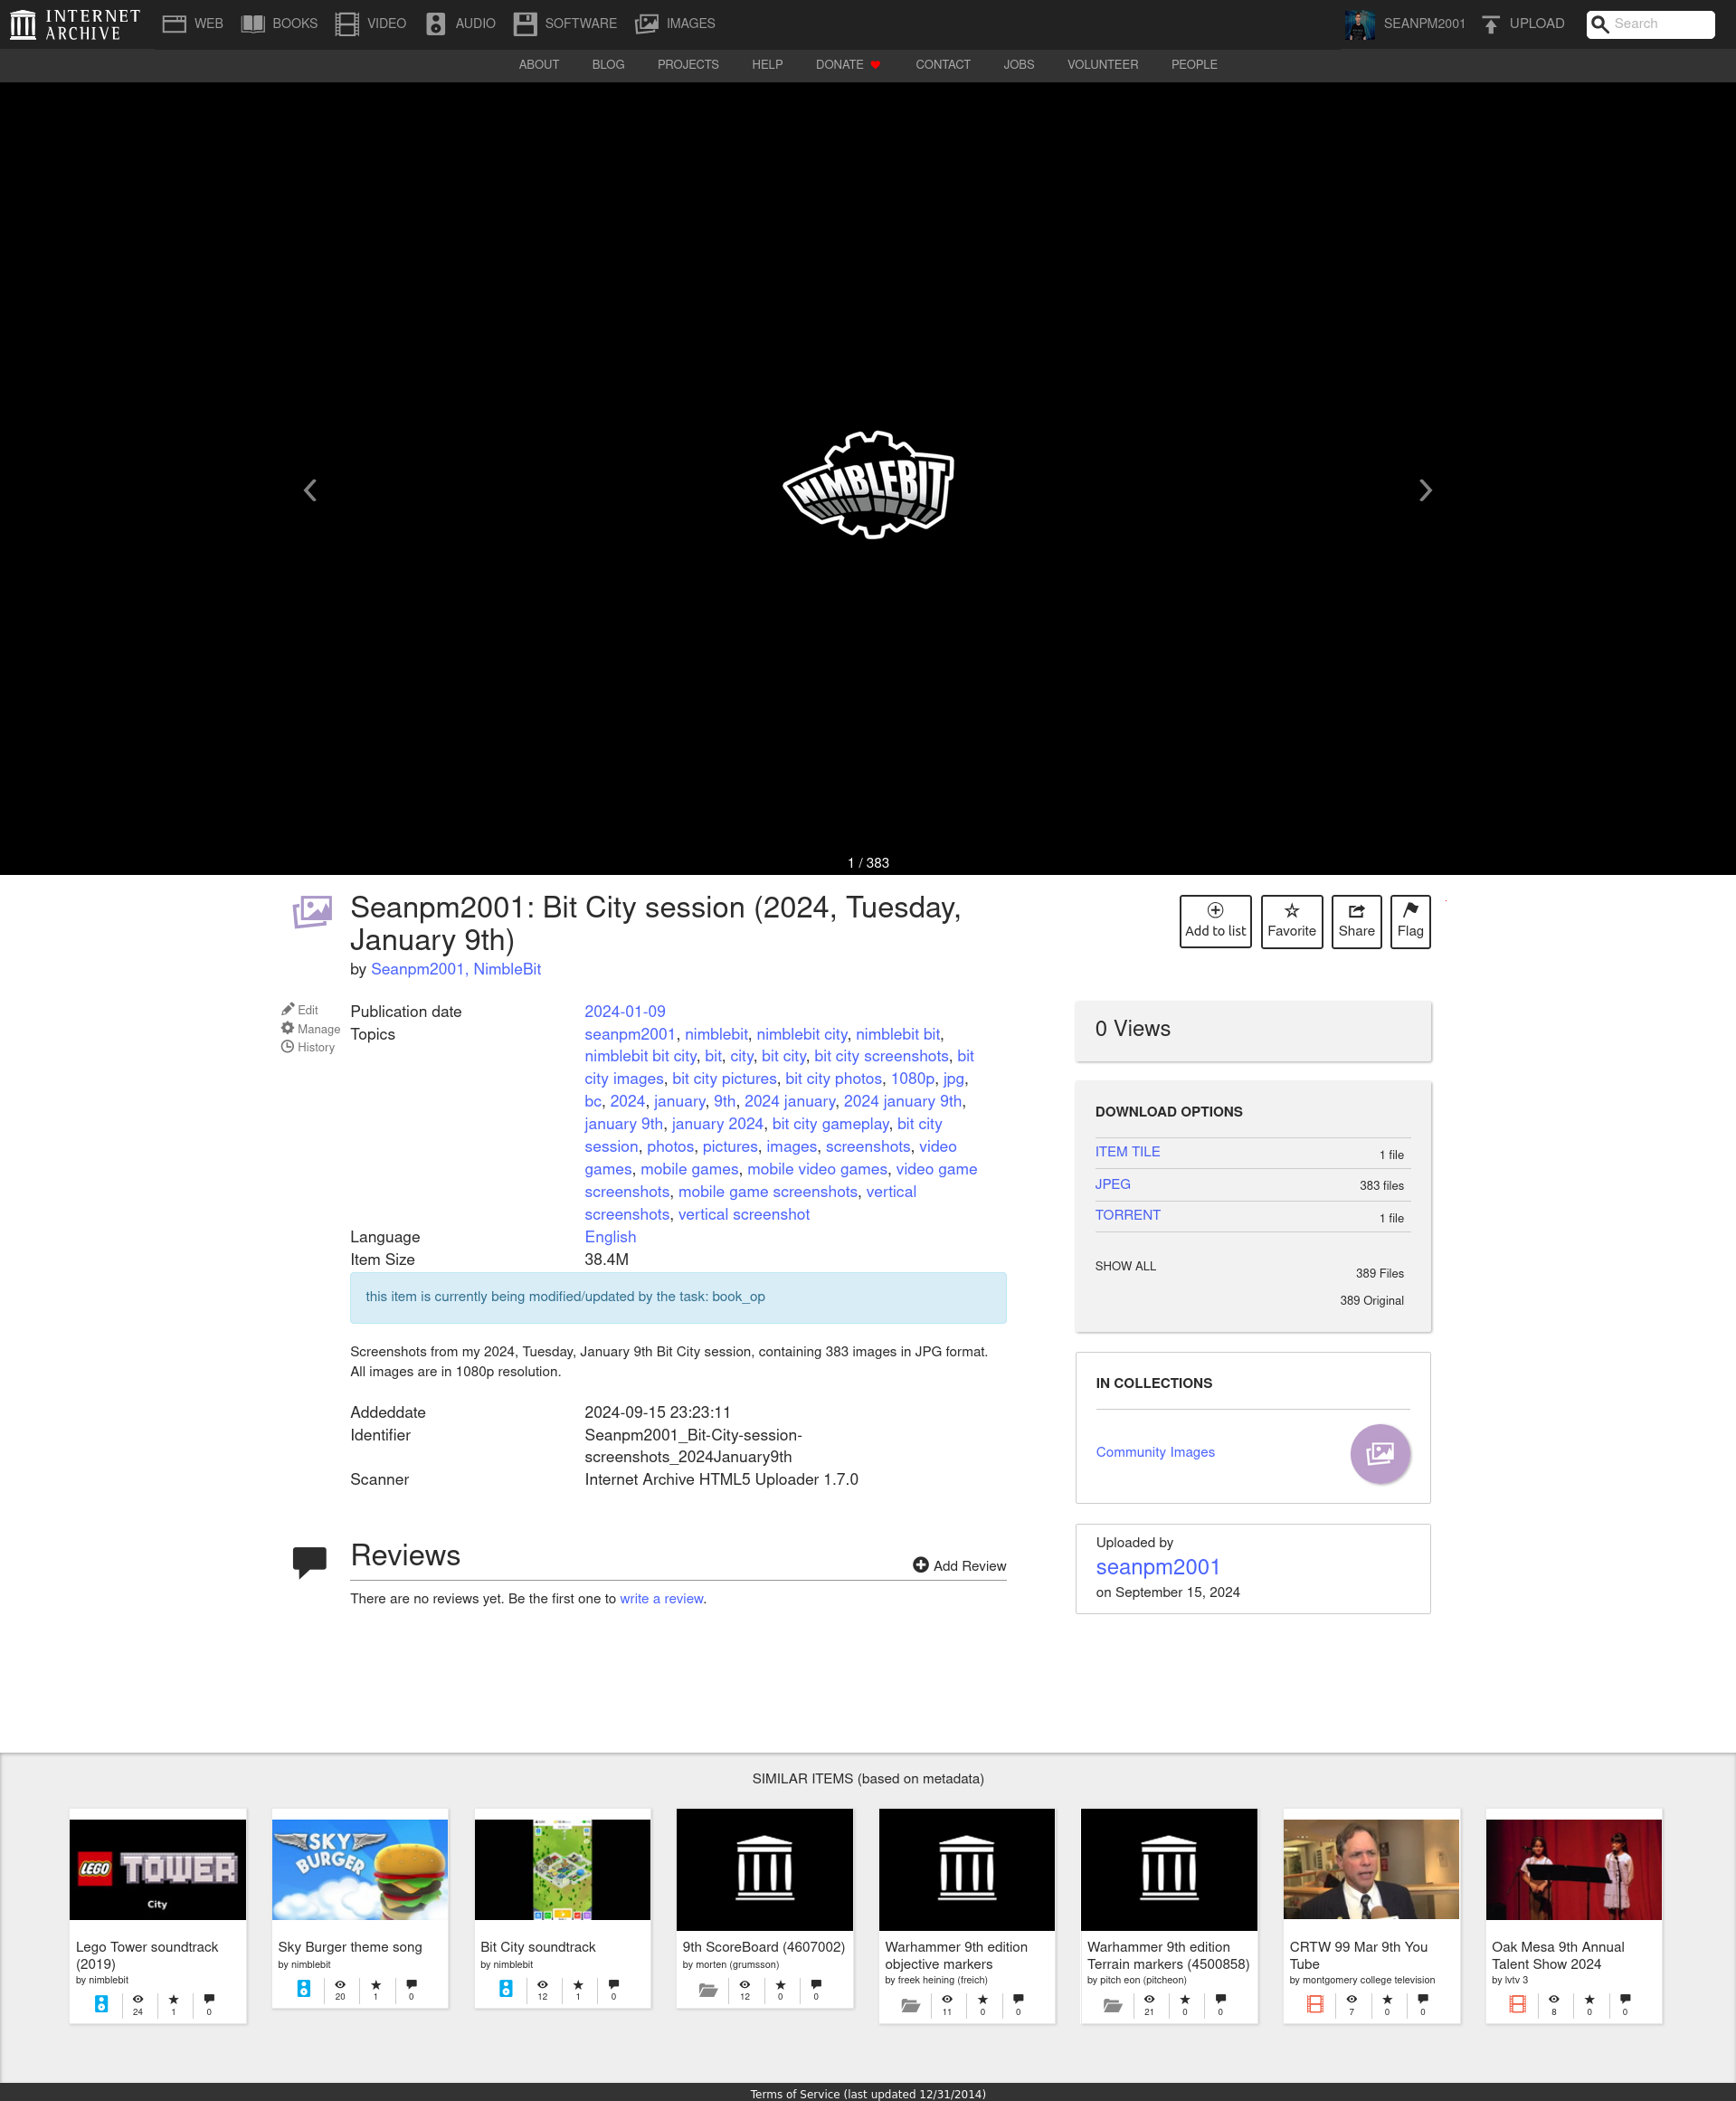 INTERNET
ARCHIVE
WEB BOOKS VIDEO AUDIO SOFTWARE IMAGES SEANPM2001 UPLOAD Search
ABOUT BLOG PROJECTS HELP DONATE CONTACT JOBS VOLUNTEER PEOPLE
NIMBLEBIT
1 / 383
Seanpm2001: Bit City session (2024, Tuesday,
January 9th)
by Seanpm2001, NimbleBit
Add to list Favorite Share Flag
Edit
Manage
History
Publication date 2024-01-09
Topics seanpm2001, nimblebit, nimblebit city, nimblebit bit,
nimblebit bit city, bit, city, bit city, bit city screenshots, bit
city images, bit city pictures, bit city photos, 1080p, jpg,
bc, 2024, january, 9th, 2024 january, 2024 january 9th,
january 9th, january 2024, bit city gameplay, bit city
session, photos, pictures, images, screenshots, video
games, mobile games, mobile video games, video game
screenshots, mobile game screenshots, vertical
screenshots, vertical screenshot
Language English
Item Size 38.4M
this item is currently being modified/updated by the task: book_op
Screenshots from my 2024, Tuesday, January 9th Bit City session, containing 383 images in JPG format.
All images are in 1080p resolution.
Addeddate 2024-09-15 23:23:11
Identifier Seanpm2001_Bit-City-session-
screenshots_2024January9th
Scanner Internet Archive HTML5 Uploader 1.7.0
Reviews
Add Review
There are no reviews yet. Be the first one to write a review.
0 Views
DOWNLOAD OPTIONS
ITEM TILE 1 file
JPEG 383 files
TORRENT 1 file
SHOW ALL 389 Files
389 Original
IN COLLECTIONS
Community Images
Uploaded by
seanpm2001
on September 15, 2024
SIMILAR ITEMS (based on metadata)
LEGO TOWER
City
Lego Tower soundtrack
(2019)
by nimblebit
24 1 0
SKY
BURGER
Sky Burger theme song
by nimblebit
20 1 0
Bit City soundtrack
by nimblebit
12 1 0
9th ScoreBoard (4607002)
by morten (grumsson)
12 0 0
Warhammer 9th edition
objective markers
by freek heining (freich)
11 0 0
Warhammer 9th edition
Terrain markers (4500858)
by pitch eon (pitcheon)
21 0 0
CRTW 99 Mar 9th You
Tube
by montgomery college television
7 0 0
Oak Mesa 9th Annual
Talent Show 2024
by lvtv 3
8 0 0
Terms of Service (last updated 12/31/2014)